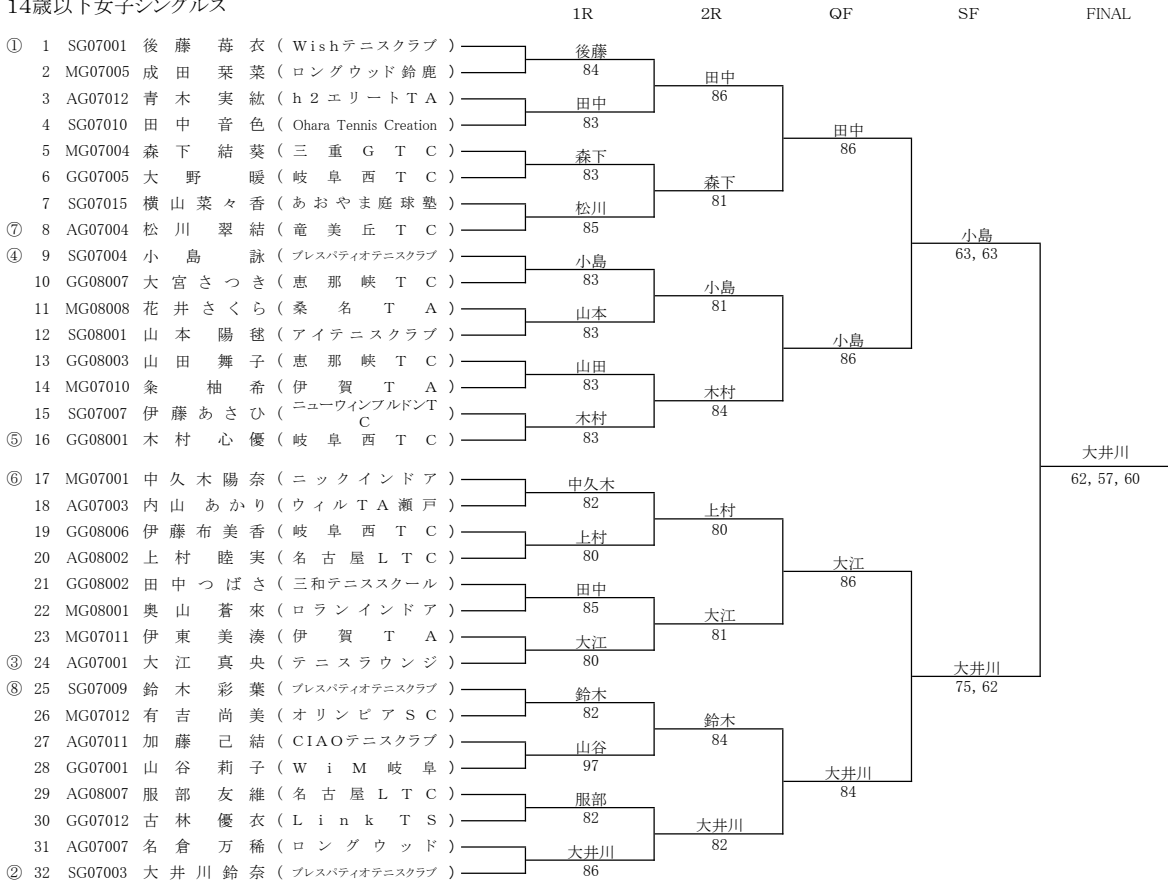 14歳以下女子シングルス
1R 2R QF SF FINAL
① 1 SG07001 後藤 苺衣 (Wishテニスクラブ)
後藤
84
2 MG07005 成田 栞菜 (ロングウッド鈴鹿)
田中
86
3 AG07012 青木 実紘 (h2エリートTA)
田中
83
4 SG07010 田中 音色 (Ohara Tennis Creation)
田中
86
5 MG07004 森下 結葵 (三重GTC)
森下
83
6 GG07005 大野 暖 (岐阜西TC)
森下
81
7 SG07015 横山菜々香 (あおやま庭球塾)
松川
85
⑦ 8 AG07004 松川 翠結 (竜美丘TC)
小島
63, 63
④ 9 SG07004 小島 詠 (ブレスパティオテニスクラブ)
小島
83
10 GG08007 大宮さつき (恵那峡TC)
小島
81
11 MG08008 花井さくら (桑名TA)
山本
83
12 SG08001 山本 陽毬 (アイテニスクラブ)
小島
86
13 GG08003 山田 舞子 (恵那峡TC)
山田
83
14 MG07010 粂 柚希 (伊賀TA)
木村
84
15 SG07007 伊藤あさひ (ニューウィンブルドンTC)
木村
83
⑤ 16 GG08001 木村 心優 (岐阜西TC)
大井川
62, 57, 60
⑥ 17 MG07001 中久木陽奈 (ニックインドア)
中久木
82
18 AG07003 内山 あかり (ウィルTA瀬戸)
上村
80
19 GG08006 伊藤布美香 (岐阜西TC)
上村
80
20 AG08002 上村 睦実 (名古屋LTC)
大江
86
21 GG08002 田中つばさ (三和テニススクール)
田中
85
22 MG08001 奥山 蒼來 (ロランインドア)
大江
81
23 MG07011 伊東 美湊 (伊賀TA)
大江
80
③ 24 AG07001 大江 真央 (テニスラウンジ)
大井川
75, 62
⑧ 25 SG07009 鈴木 彩葉 (ブレスパティオテニスクラブ)
鈴木
82
26 MG07012 有吉 尚美 (オリンピアSC)
鈴木
84
27 AG07011 加藤 己結 (CIAOテニスクラブ)
山谷
97
28 GG07001 山谷 莉子 (WiM岐阜)
大井川
84
29 AG08007 服部 友維 (名古屋LTC)
服部
82
30 GG07012 古林 優衣 (Link TS)
大井川
82
31 AG07007 名倉 万稀 (ロングウッド)
大井川
86
② 32 SG07003 大井川鈴奈 (ブレスパティオテニスクラブ)